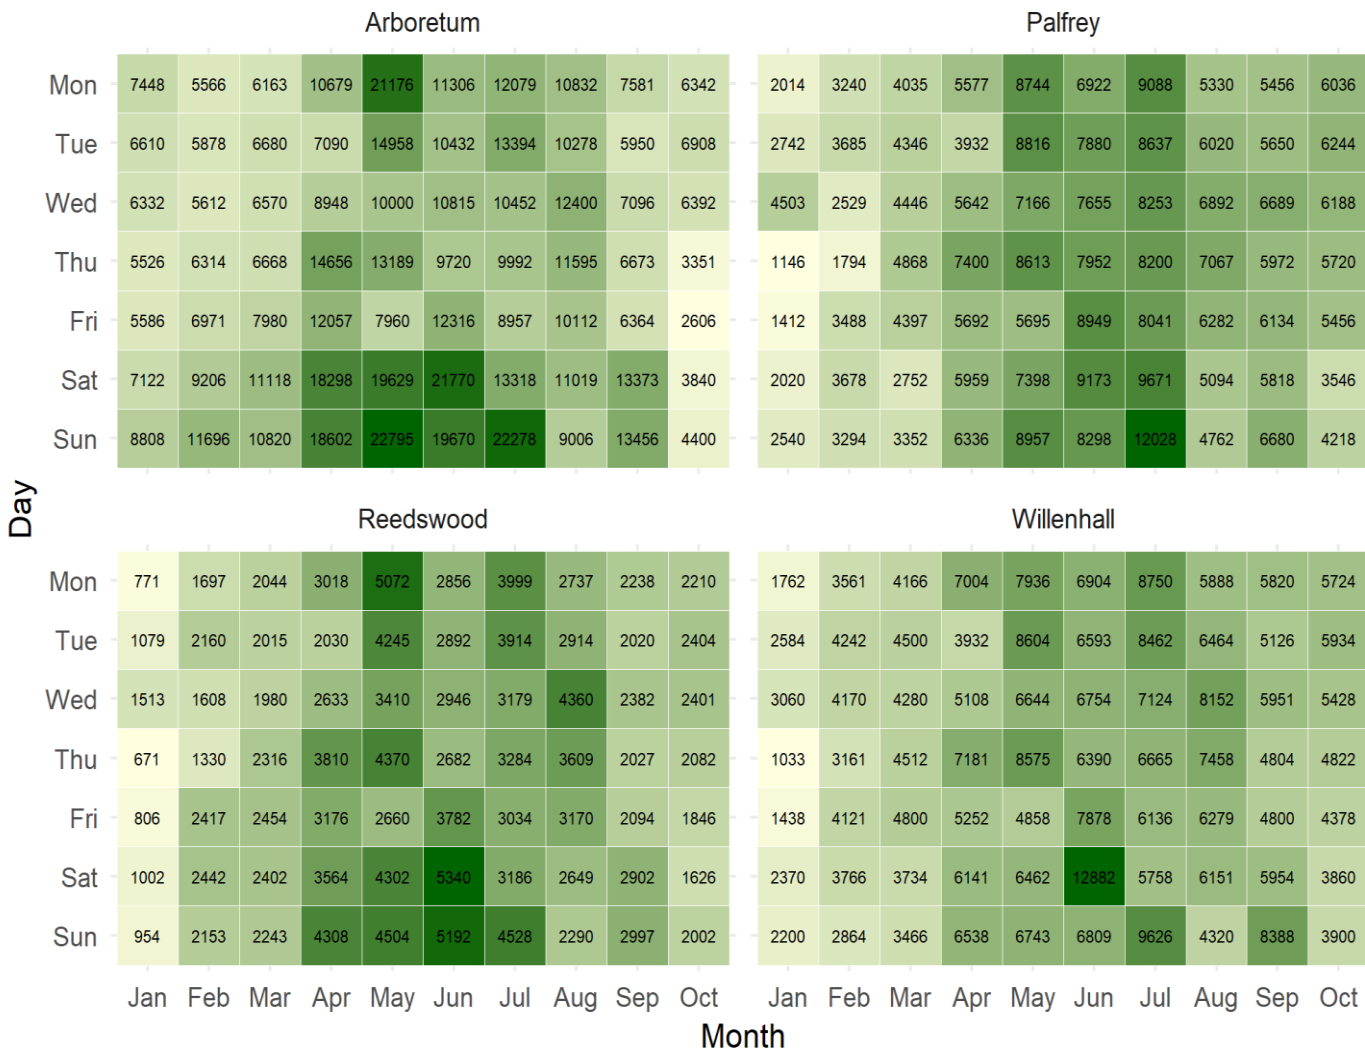 Arboretum Palfrey
Mon 7448 5566 6163 10679 21176 11306 12079 10832 7581 6342 2014 3240 4035 5577 8744 6922 9088 5330 5456 6036
Tue 6610 5878 6680 7090 14958 10432 13394 10278 5950 6908 2742 3685 4346 3932 8816 7880 8637 6020 5650 6244
Wed 6332 5612 6570 8948 10000 10815 10452 12400 7096 6392 4503 2529 4446 5642 7166 7655 8253 6892 6689 6188
Thu 5526 6314 6668 14656 13189 9720 9992 11595 6673 3351 1146 1794 4868 7400 8613 7952 8200 7067 5972 5720
Fri 5586 6971 7980 12057 7960 12316 8957 10112 6364 2606 1412 3488 4397 5692 5695 8949 8041 6282 6134 5456
Sat 7122 9206 11118 18298 19629 21770 13318 11019 13373 3840 2020 3678 2752 5959 7398 9173 9671 5094 5818 3546
Sun 8808 11696 10820 18602 22795 19670 22278 9006 13456 4400 2540 3294 3352 6336 8957 8298 12028 4762 6680 4218
Day
Reedswood Willenhall
Mon 771 1697 2044 3018 5072 2856 3999 2737 2238 2210 1762 3561 4166 7004 7936 6904 8750 5888 5820 5724
Tue 1079 2160 2015 2030 4245 2892 3914 2914 2020 2404 2584 4242 4500 3932 8604 6593 8462 6464 5126 5934
Wed 1513 1608 1980 2633 3410 2946 3179 4360 2382 2401 3060 4170 4280 5108 6644 6754 7124 8152 5951 5428
Thu 671 1330 2316 3810 4370 2682 3284 3609 2027 2082 1033 3161 4512 7181 8575 6390 6665 7458 4804 4822
Fri 806 2417 2454 3176 2660 3782 3034 3170 2094 1846 1438 4121 4800 5252 4858 7878 6136 6279 4800 4378
Sat 1002 2442 2402 3564 4302 5340 3186 2649 2902 1626 2370 3766 3734 6141 6462 12882 5758 6151 5954 3860
Sun 954 2153 2243 4308 4504 5192 4528 2290 2997 2002 2200 2864 3466 6538 6743 6809 9626 4320 8388 3900
Jan Feb Mar Apr May Jun Jul Aug Sep Oct Jan Feb Mar Apr May Jun Jul Aug Sep Oct
Month